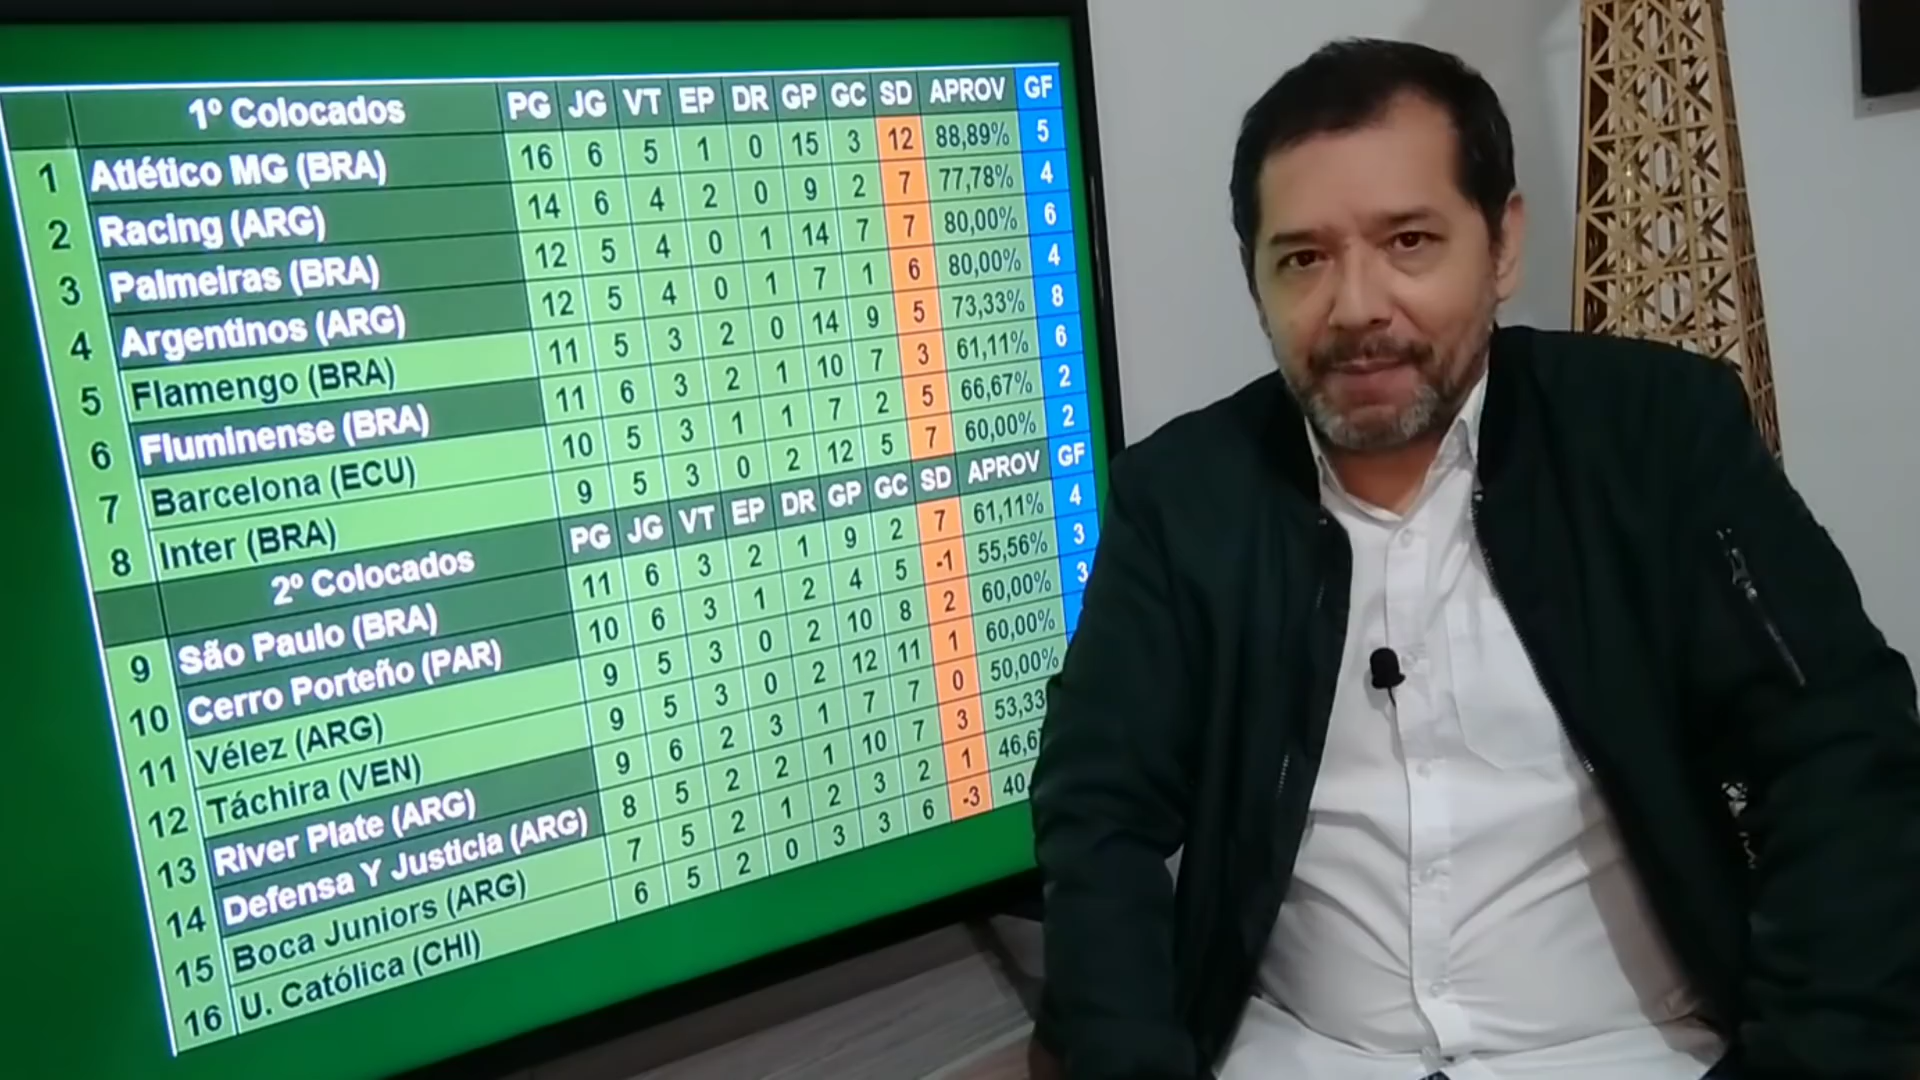 1º Colocados PG JG VT EP DR GP GC SD APROV GF
1 Atlético MG (BRA) 16 6 5 1 0 15 3 12 88,89% 5
2 Racing (ARG) 14 6 4 2 0 9 2 7 77,78% 4
3 Palmeiras (BRA) 12 5 4 0 1 14 7 7 80,00% 6
4 Argentinos (ARG) 12 5 4 0 1 7 1 6 80,00% 4
5 Flamengo (BRA) 11 5 3 2 0 14 9 5 73,33% 8
6 Fluminense (BRA) 11 6 3 2 1 10 7 3 61,11% 6
7 Barcelona (ECU) 10 5 3 1 1 7 2 5 66,67% 2
8 Inter (BRA) 9 5 3 0 2 12 5 7 60,00% 2
2º Colocados PG JG VT EP DR GP GC SD APROV GF
9 São Paulo (BRA) 11 6 3 2 1 9 2 7 61,11% 4
10 Cerro Porteño (PAR) 10 6 3 1 2 4 5 -1 55,56% 3
11 Vélez (ARG) 9 5 3 0 2 10 8 2 60,00% 3
12 Táchira (VEN) 9 5 3 0 2 12 11 1 60,00%
13 River Plate (ARG) 9 6 2 3 1 7 7 0 50,00%
14 Defensa Y Justicia (ARG) 8 5 2 2 1 10 7 3 53,33
15 Boca Juniors (ARG) 7 5 2 1 2 3 2 1 46,6
16 U. Católica (CHI) 6 5 2 0 3 3 6 -3 40,